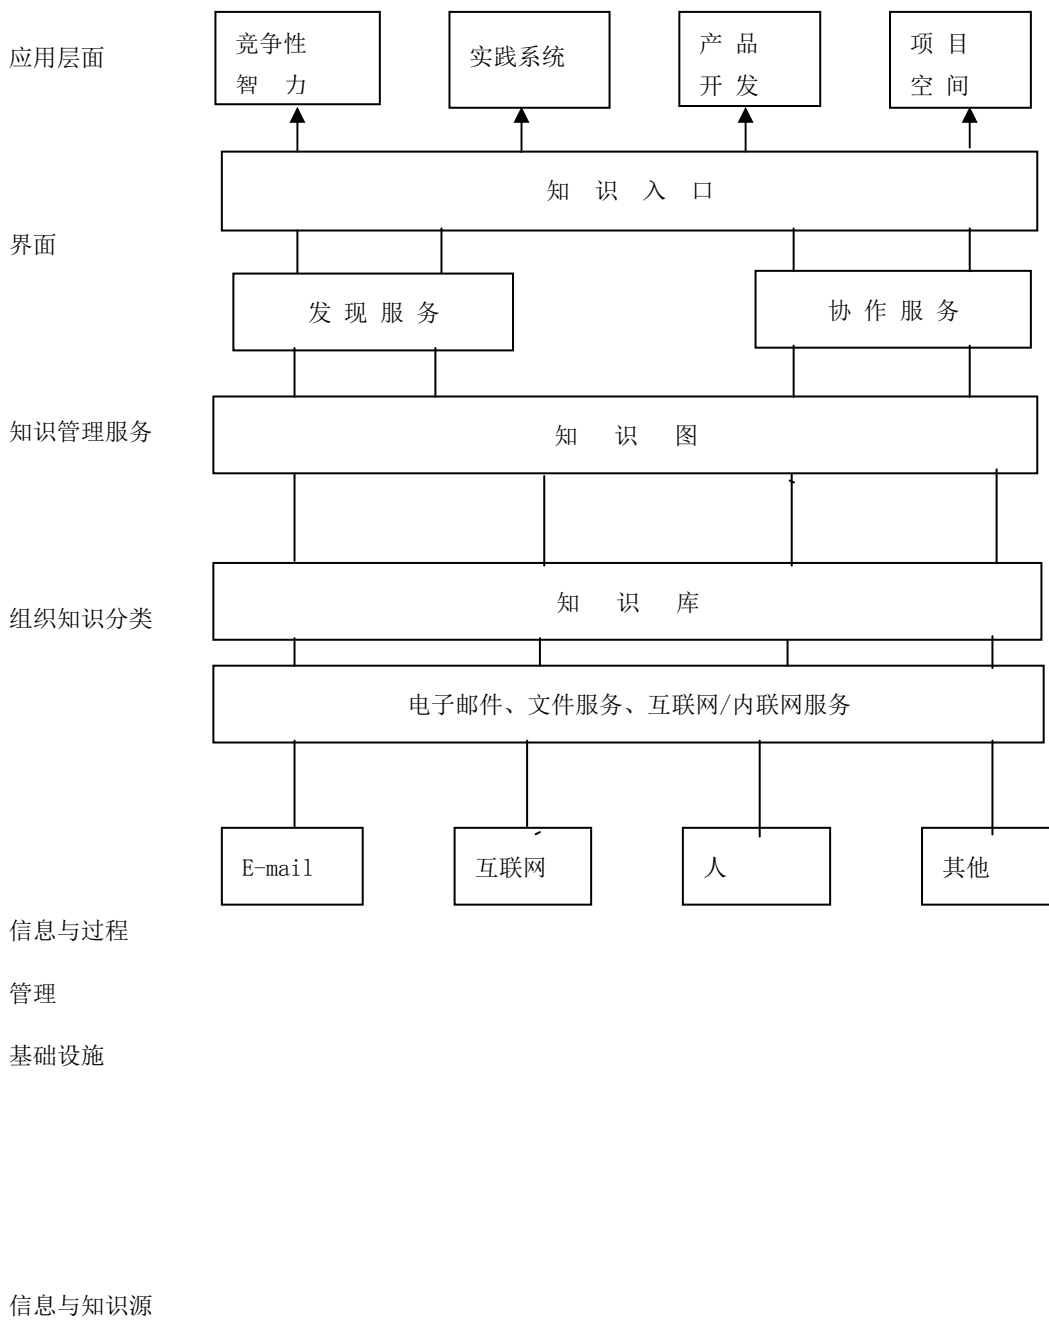 应用层面
竞争性
智 力
实践系统
产 品
开 发
项 目
空 间
知 识 入 口
界面
发 现 服 务
协 作 服 务
知识管理服务
知 识 图
组织知识分类
知 识 库
电子邮件、文件服务、互联网/内联网服务
E-mail
互联网
人
其他
信息与过程
管理
基础设施
信息与知识源